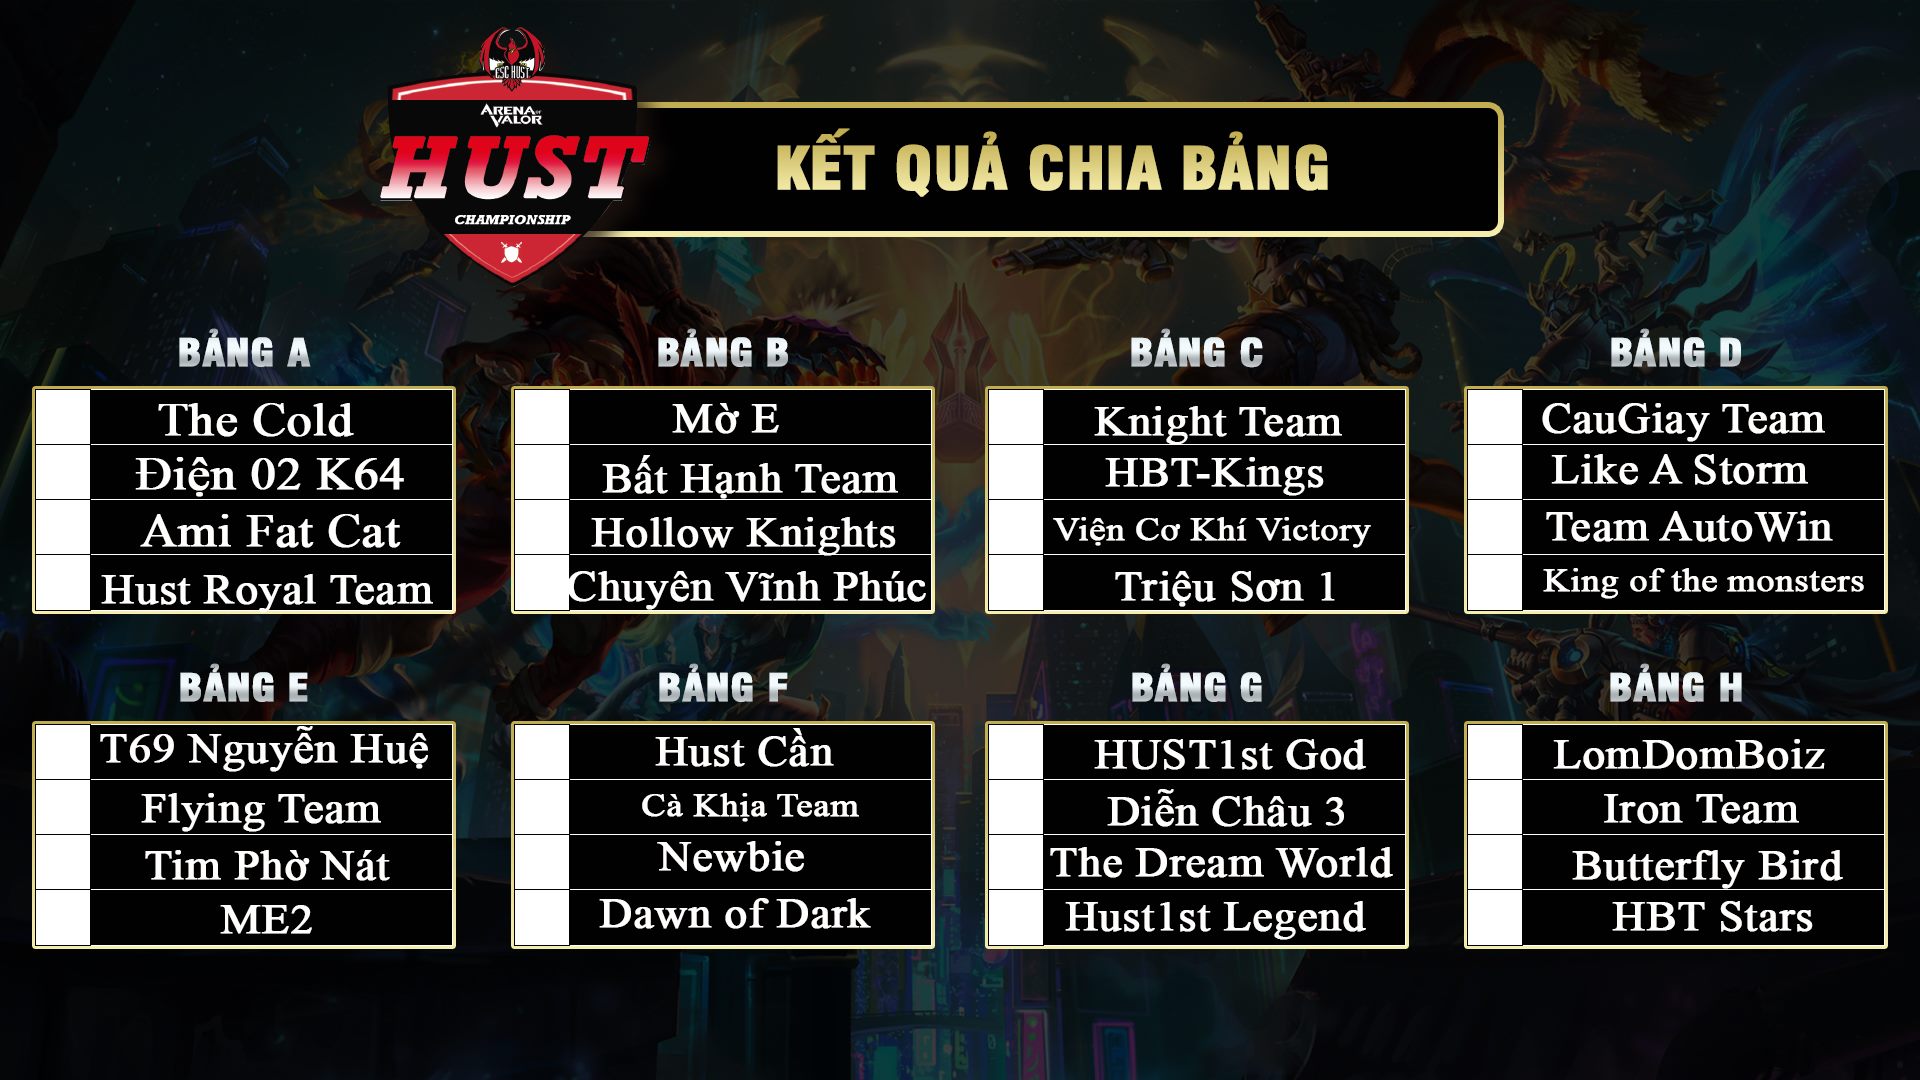 ESC HUST
ARENA OF
VALOR
HUST
CHAMPIONSHIP
KẾT QUẢ CHIA BẢNG
BẢNG A
The Cold
Điện 02 K64
Ami Fat Cat
Hust Royal Team
BẢNG B
Mờ E
Bất Hạnh Team
Hollow Knights
Chuyên Vĩnh Phúc
BẢNG C
Knight Team
HBT-Kings
Viện Cơ Khí Victory
Triệu Sơn 1
BẢNG D
CauGiay Team
Like A Storm
Team AutoWin
King of the monsters
BẢNG E
T69 Nguyễn Huệ
Flying Team
Tim Phờ Nát
ME2
BẢNG F
Hust Cần
Cà Khịa Team
Newbie
Dawn of Dark
BẢNG G
HUST1st God
Diễn Châu 3
The Dream World
Hust1st Legend
BẢNG H
LomDomBoiz
Iron Team
Butterfly Bird
HBT Stars